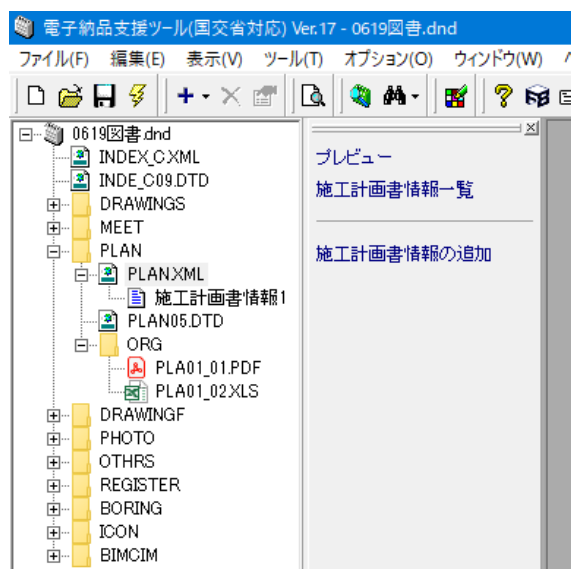 電子納品支援ツール(国交省対応) Ver.17 - 0619図書.dnd
ファイル(F) 編集(E) 表示(V) ツール(T) オプション(O) ウィンドウ(W)
0619図書.dnd
INDEX_C.XML
INDE_C09.DTD
DRAWINGS
MEET
PLAN
PLAN.XML
施工計画書情報1
PLAN05.DTD
ORG
PLA01_01.PDF
PLA01_02.XLS
DRAWINGF
PHOTO
OTHRS
REGISTER
BORING
ICON
BIMCIM
プレビュー
施工計画書情報一覧
施工計画書情報の追加